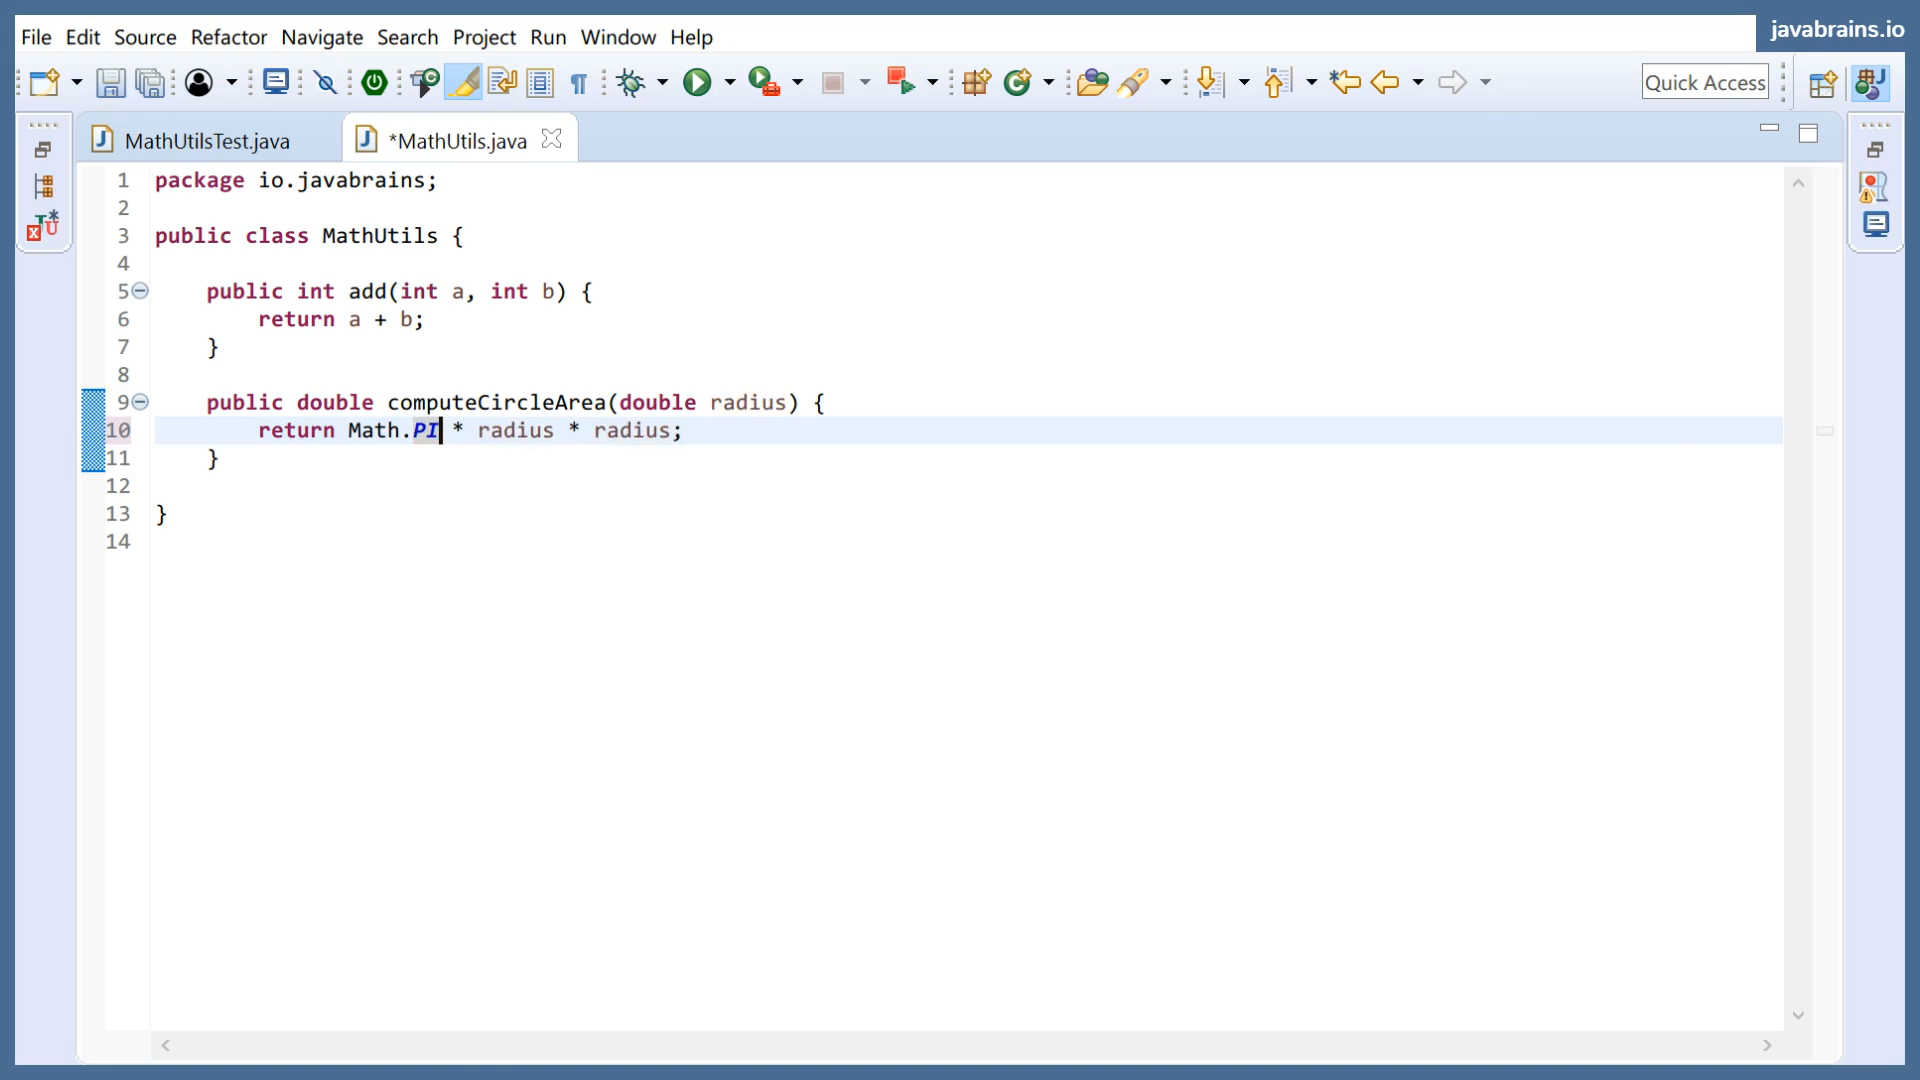 javabrains.io
File Edit Source Refactor Navigate Search Project Run Window Help
Quick Access
MathUtilsTest.java
*MathUtils.java
1 package io.javabrains;
2
3 public class MathUtils {
4
5 public int add(int a, int b) {
6 return a + b;
7 }
8
9 public double computeCircleArea(double radius) {
10 return Math.PI * radius * radius;
11 }
12
13 }
14